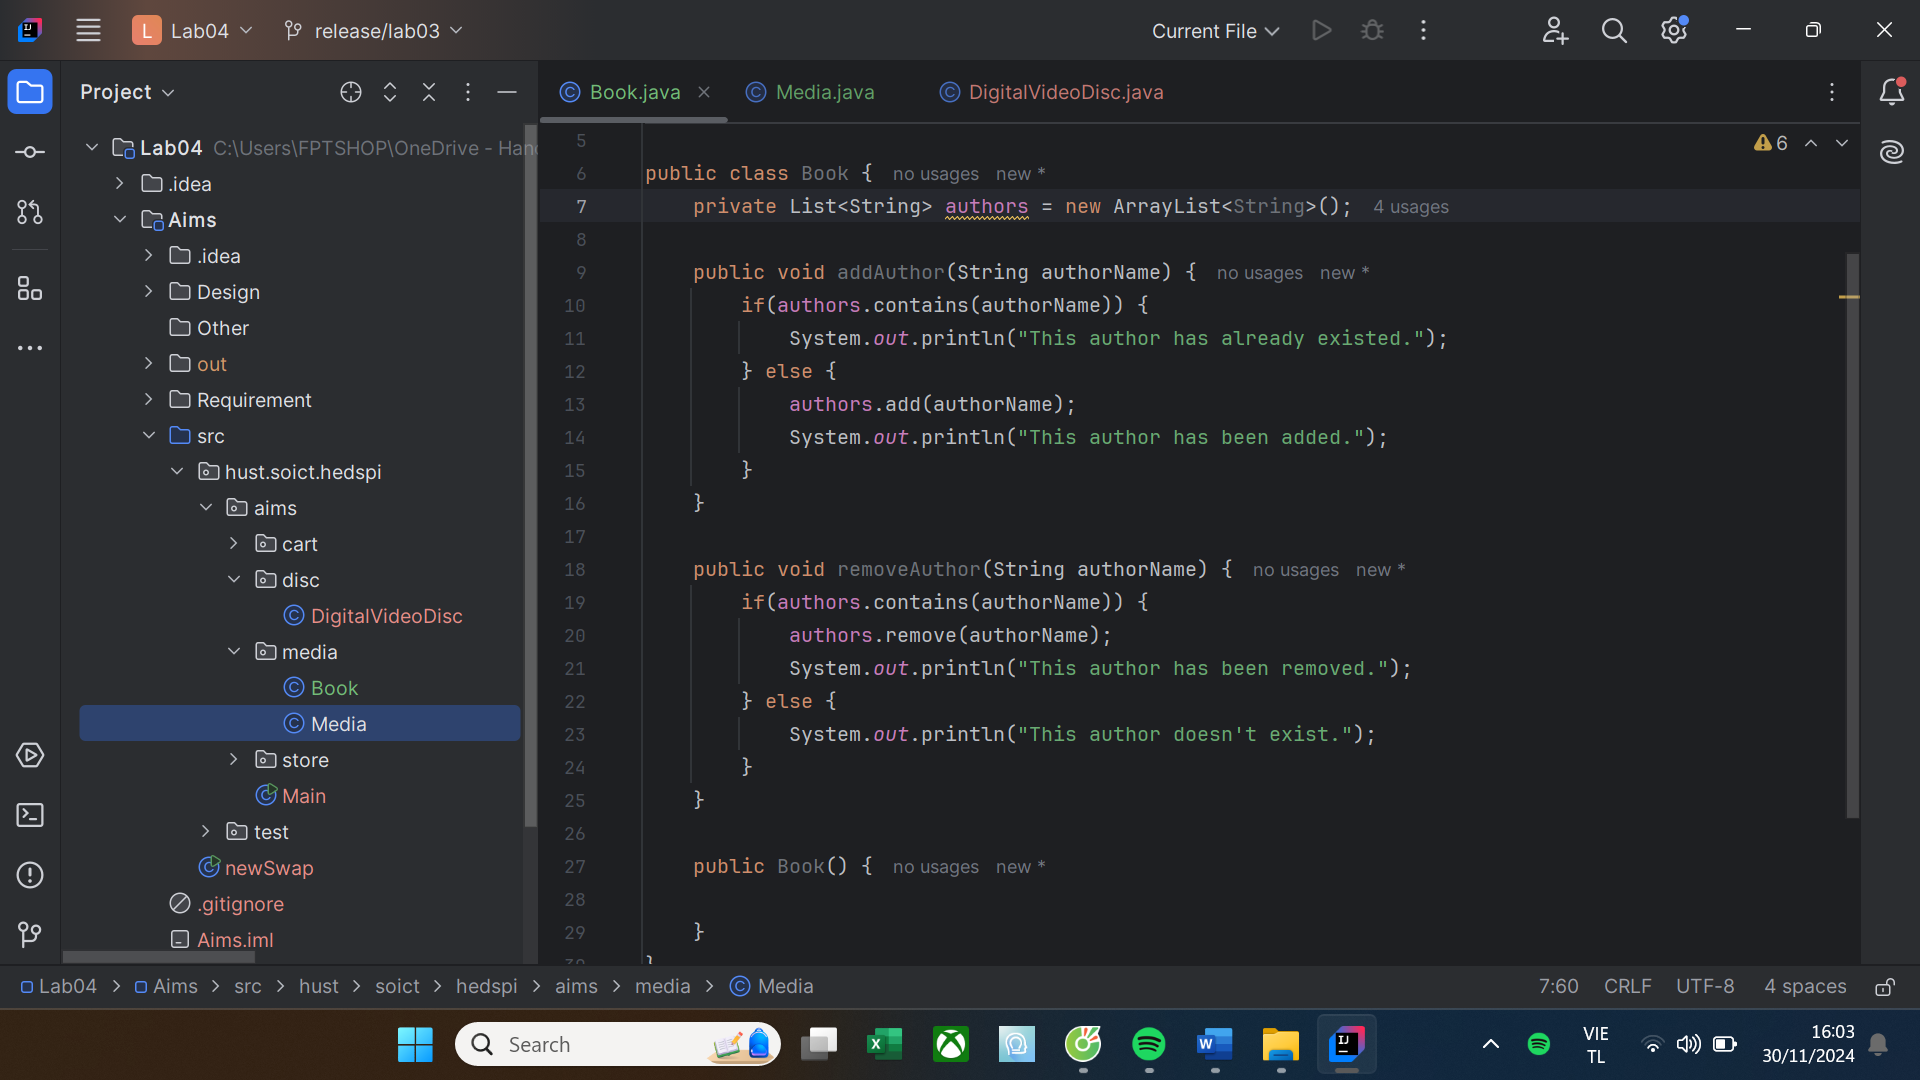 L Lab04 release/lab03 Current File
Project
Book.java Media.java DigitalVideoDisc.java
Lab04 C:\Users\FPTSHOP\OneDrive - Hano
.idea
Aims
.idea
Design
Other
out
Requirement
src
hust.soict.hedspi
aims
cart
disc
DigitalVideoDisc
media
Book
Media
store
Main
test
newSwap
.gitignore
Aims.iml
6
5
6 public class Book { no usages new *
7 private List<String> authors = new ArrayList<String>(); 4 usages
8
9 public void addAuthor(String authorName) { no usages new *
10 if(authors.contains(authorName)) {
11 System.out.println("This author has already existed.");
12 } else {
13 authors.add(authorName);
14 System.out.println("This author has been added.");
15 }
16 }
17
18 public void removeAuthor(String authorName) { no usages new *
19 if(authors.contains(authorName)) {
20 authors.remove(authorName);
21 System.out.println("This author has been removed.");
22 } else {
23 System.out.println("This author doesn't exist.");
24 }
25 }
26
27 public Book() { no usages new *
28
29 }
30 }
Lab04 > Aims > src > hust > soict > hedspi > aims > media > Media 7:60 CRLF UTF-8 4 spaces
Search
VIE
TL
16:03
30/11/2024